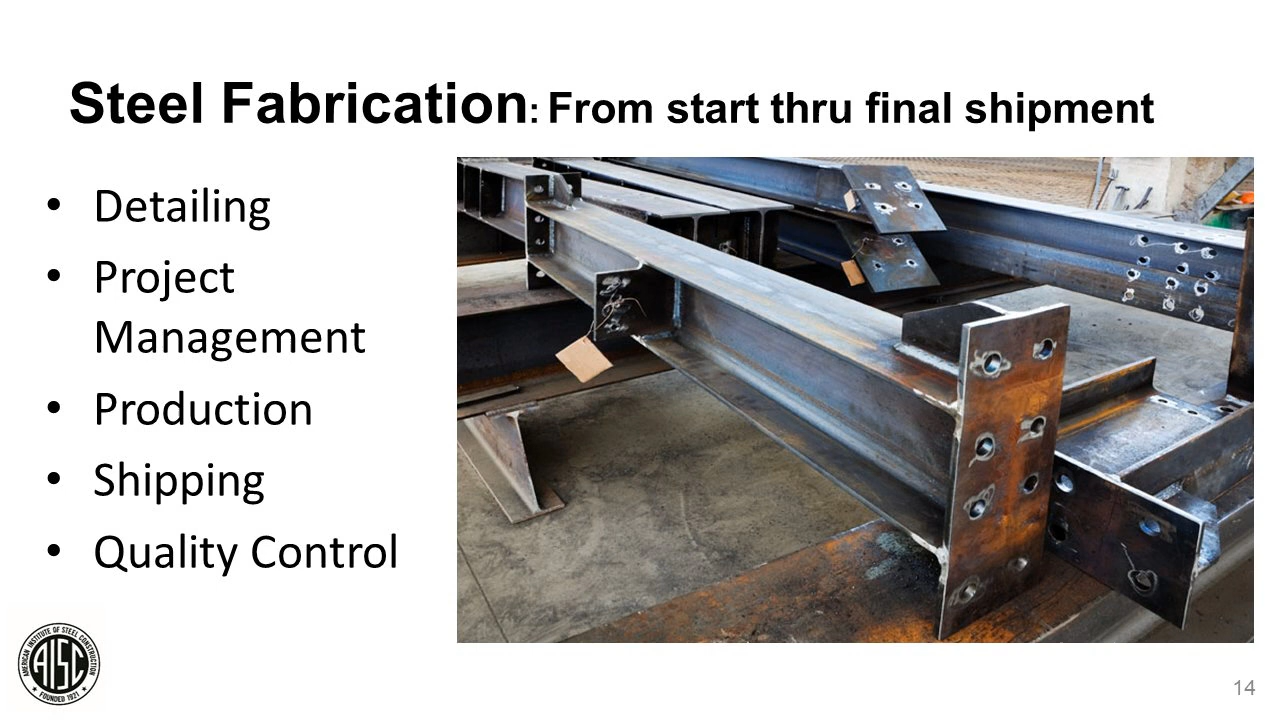 Steel Fabrication: From start thru final shipment
• Detailing
• Project
Management
• Production
• Shipping
• Quality Control
AMERICAN INSTITUTE OF STEEL CONSTRUCTION
AISC
FOUNDED 1921
14